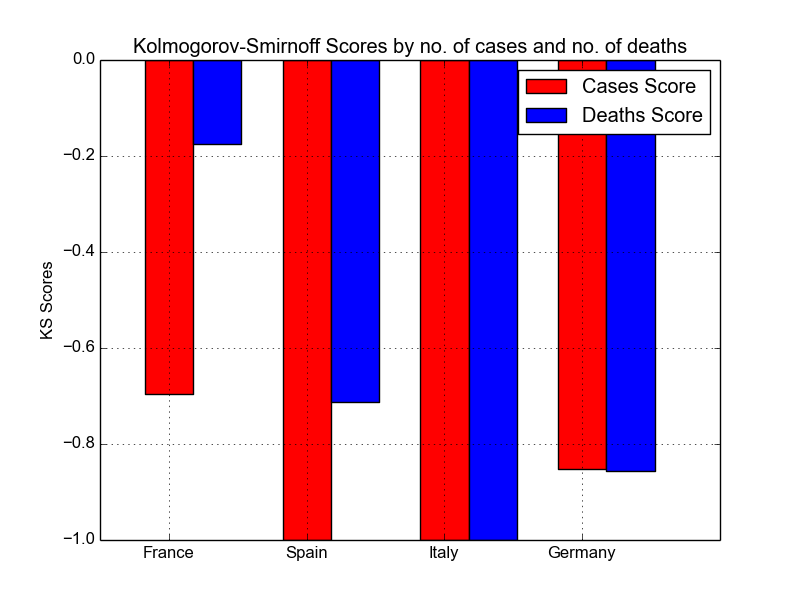 Kolmogorov-Smirnoff Scores by no. of cases and no. of deaths
0.0
Cases Score
Deaths Score
−0.2
−0.4
KS Scores
−0.6
−0.8
−1.0
France Spain Italy Germany